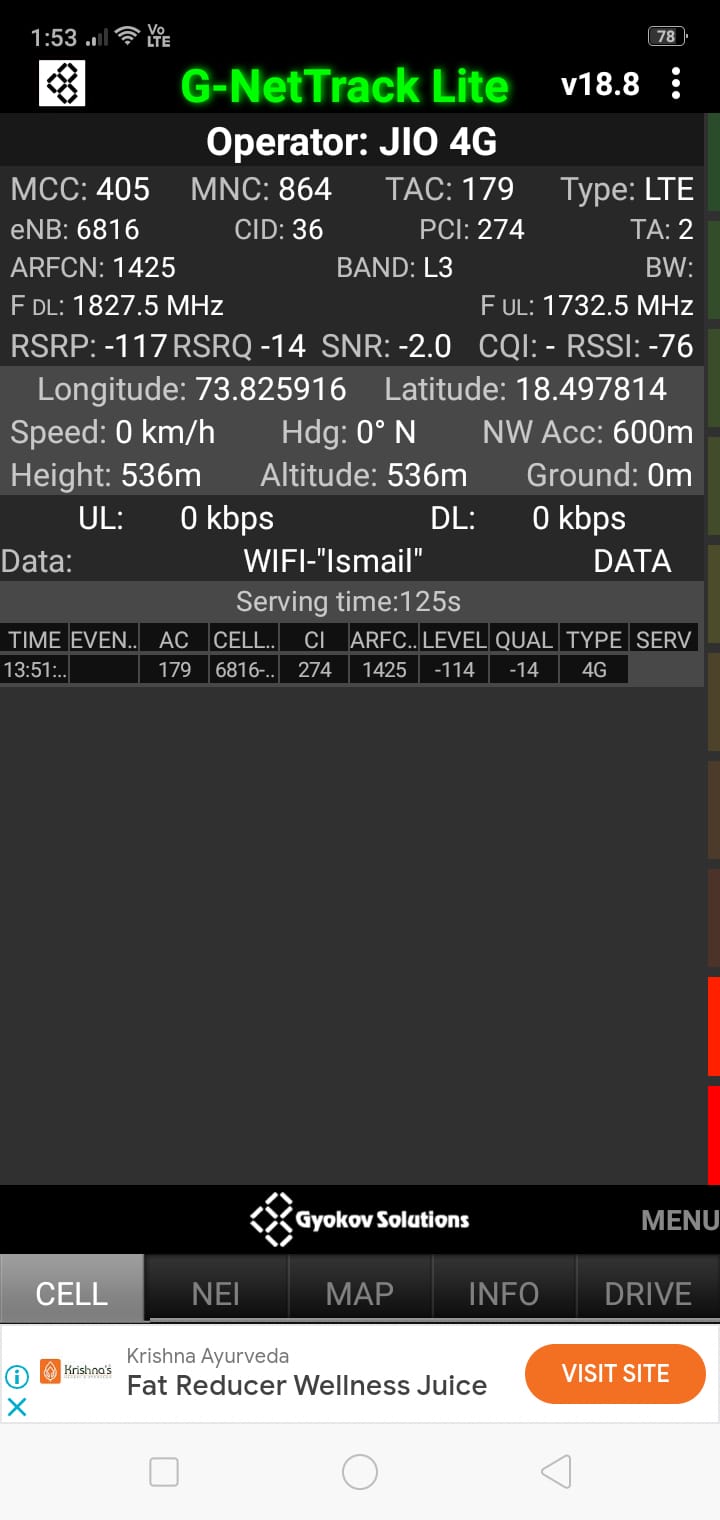 1:53 Vo LTE 78
G-NetTrack Lite v18.8
Operator: JIO 4G
MCC: 405 MNC: 864 TAC: 179 Type: LTE
eNB: 6816 CID: 36 PCI: 274 TA: 2
ARFCN: 1425 BAND: L3 BW:
F DL: 1827.5 MHz F UL: 1732.5 MHz
RSRP: -117 RSRQ -14 SNR: -2.0 CQI: - RSSI: -76
Longitude: 73.825916 Latitude: 18.497814
Speed: 0 km/h Hdg: 0° N NW Acc: 600m
Height: 536m Altitude: 536m Ground: 0m
UL: 0 kbps DL: 0 kbps
Data: WIFI-"Ismail" DATA
Serving time:125s
TIME EVEN.. AC CELL.. CI ARFC.. LEVEL QUAL TYPE SERV
13:51:.. 179 6816-.. 274 1425 -114 -14 4G
Gyokov Solutions MENU
CELL NEI MAP INFO DRIVE
Krishna Ayurveda
Krishna's Fat Reducer Wellness Juice VISIT SITE